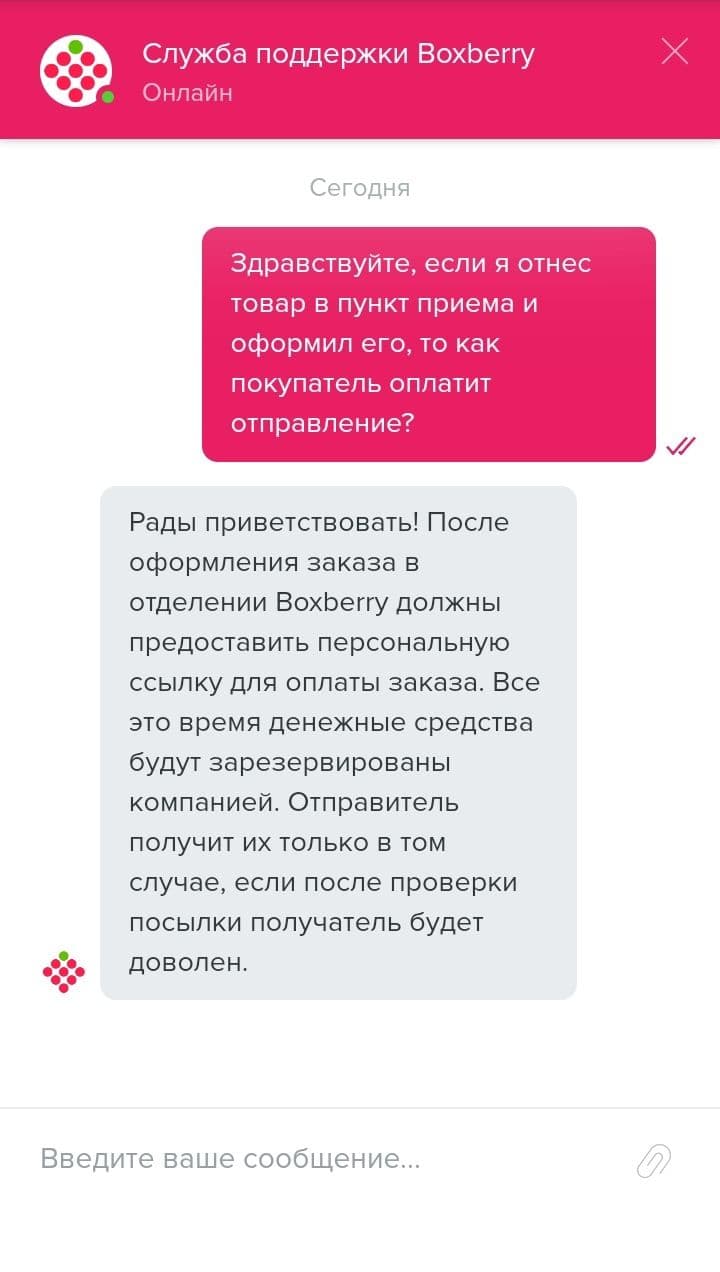 Служба поддержки Boxberry
Онлайн
Сегодня
Здравствуйте, если я отнес
товар в пункт приема и
оформил его, то как
покупатель оплатит
отправление?
Рады приветствовать! После
оформления заказа в
отделении Boxberry должны
предоставить персональную
ссылку для оплаты заказа. Все
это время денежные средства
будут зарезервированы
компанией. Отправитель
получит их только в том
случае, если после проверки
посылки получатель будет
доволен.
Введите ваше сообщение...